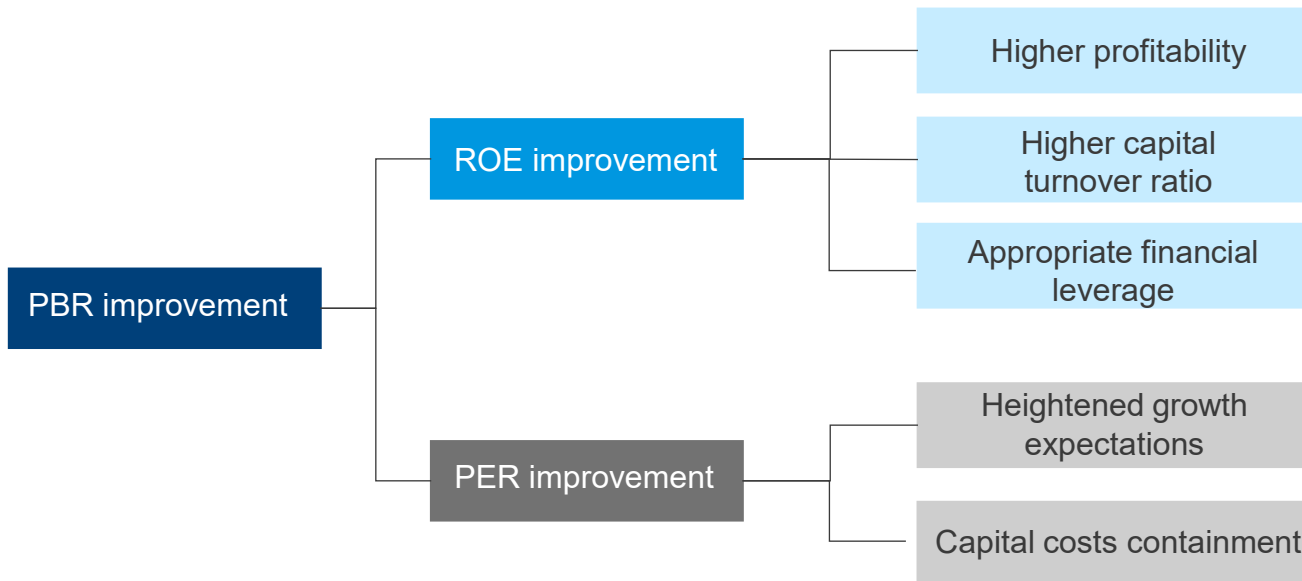 Higher profitability
ROE improvement
Higher capital
turnover ratio
Appropriate financial
leverage
PBR improvement
Heightened growth
expectations
PER improvement
Capital costs containment